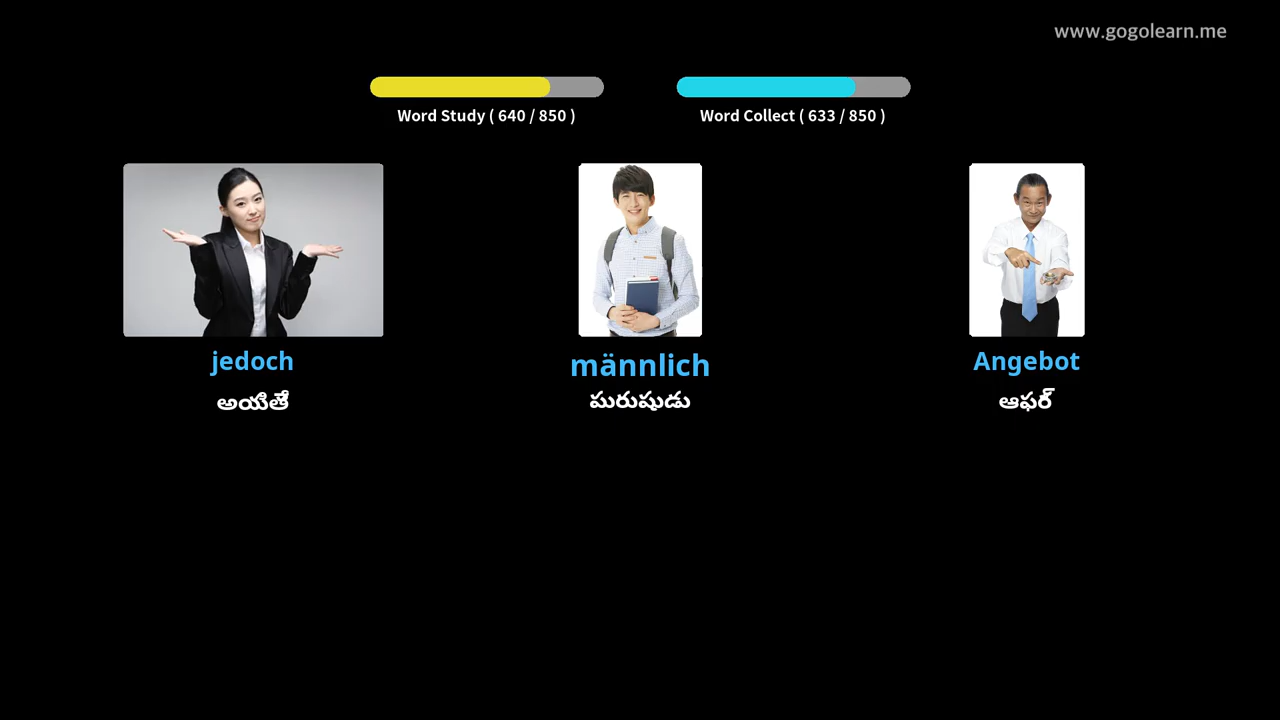 www.gogolearn.me
Word Study ( 640 / 850 )
Word Collect ( 633 / 850 )
jedoch
männlich
Angebot
అయితే
పురుషుడు
ఆఫర్